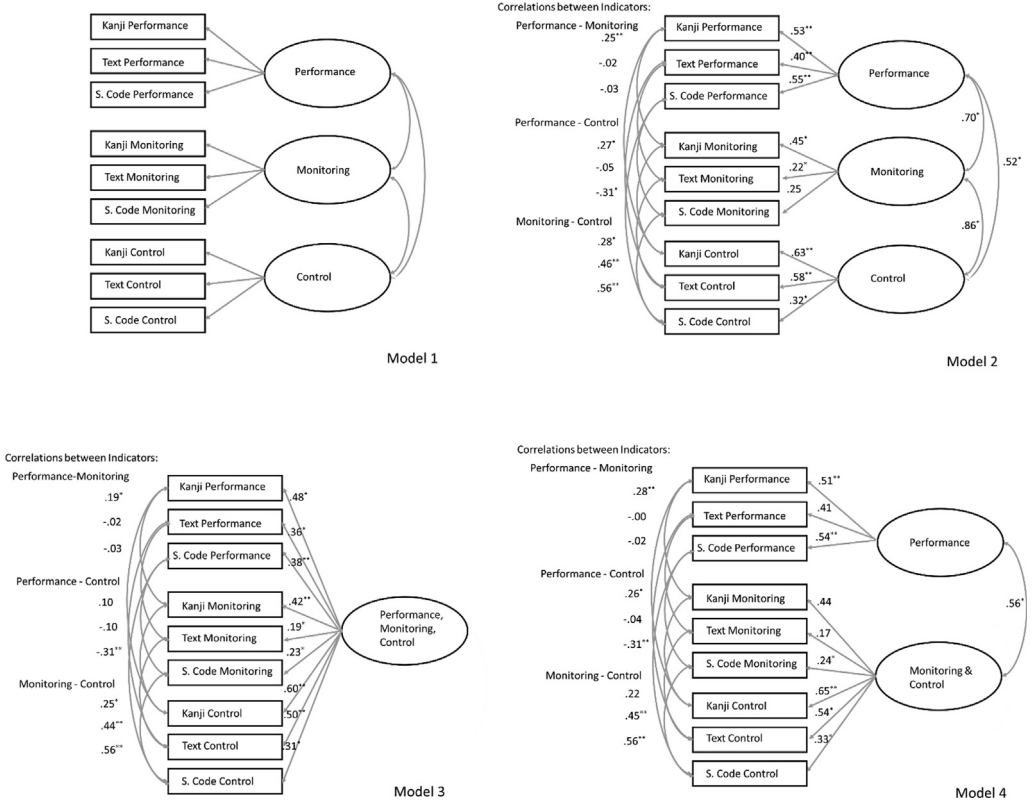 Kanji Performance
Text Performance
S. Code Performance
Performance
Kanji Monitoring
Text Monitoring
S. Code Monitoring
Monitoring
Kanji Control
Text Control
S. Code Control
Control
Model 1
Correlations between Indicators:
Performance - Monitoring
.25**
-.02
-.03
Performance - Control
.27*
-.05
-.31*
Monitoring - Control
.28*
.46**
.56**
Kanji Performance
Text Performance
S. Code Performance
.53**
.40**
.55**
Performance
Kanji Monitoring
Text Monitoring
S. Code Monitoring
.45*
.22*
.25
Monitoring
Kanji Control
Text Control
S. Code Control
.63**
.58**
.32*
Control
.70*
.86*
.52*
Model 2
Correlations between Indicators:
Performance-Monitoring
.19*
-.02
-.03
Performance - Control
.10
-.10
-.31**
Monitoring - Control
.25*
.44**
.56**
Kanji Performance
Text Performance
S. Code Performance
Kanji Monitoring
Text Monitoring
S. Code Monitoring
Kanji Control
Text Control
S. Code Control
.48*
.36*
.38**
.42**
.19*
.23*
.60**
.50**
.31*
Performance,
Monitoring,
Control
Model 3
Correlations between Indicators:
Performance - Monitoring
.28**
-.00
-.02
Performance - Control
.26*
-.04
-.31**
Monitoring - Control
.22
.45**
.56**
Kanji Performance
Text Performance
S. Code Performance
.51**
.41
.54**
Performance
Kanji Monitoring
Text Monitoring
S. Code Monitoring
Kanji Control
Text Control
S. Code Control
.44
.17
.24*
.65**
.54*
.33*
Monitoring &
Control
.56*
Model 4